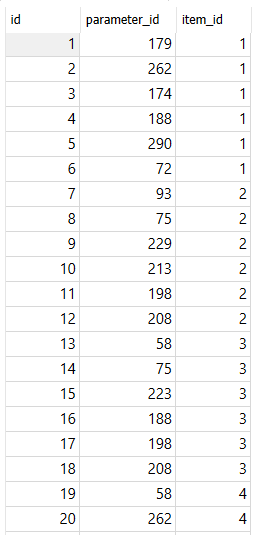 id parameter_id item_id
1 179 1
2 262 1
3 174 1
4 188 1
5 290 1
6 72 1
7 93 2
8 75 2
9 229 2
10 213 2
11 198 2
12 208 2
13 58 3
14 75 3
15 223 3
16 188 3
17 198 3
18 208 3
19 58 4
20 262 4